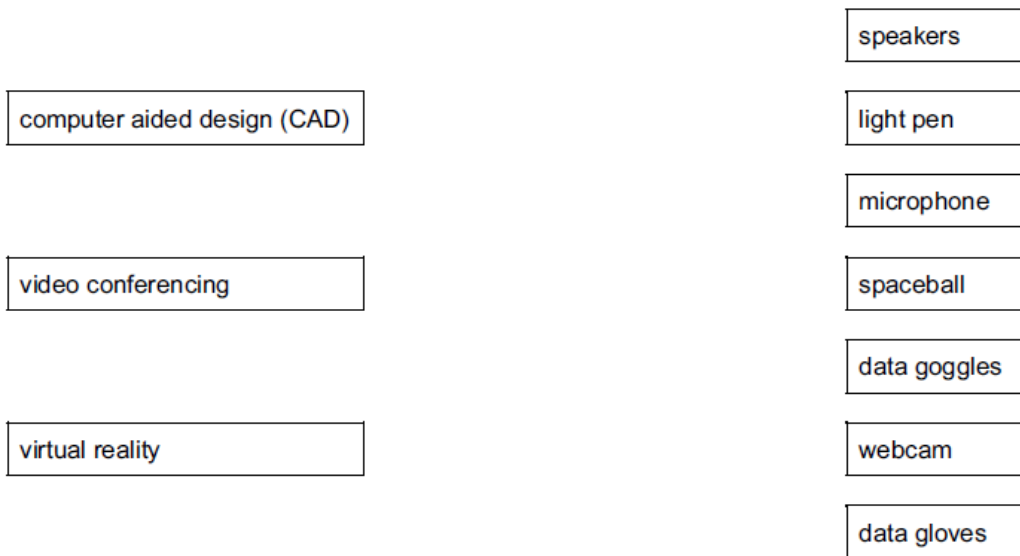 speakers
computer aided design (CAD)
light pen
microphone
video conferencing
spaceball
data goggles
virtual reality
webcam
data gloves